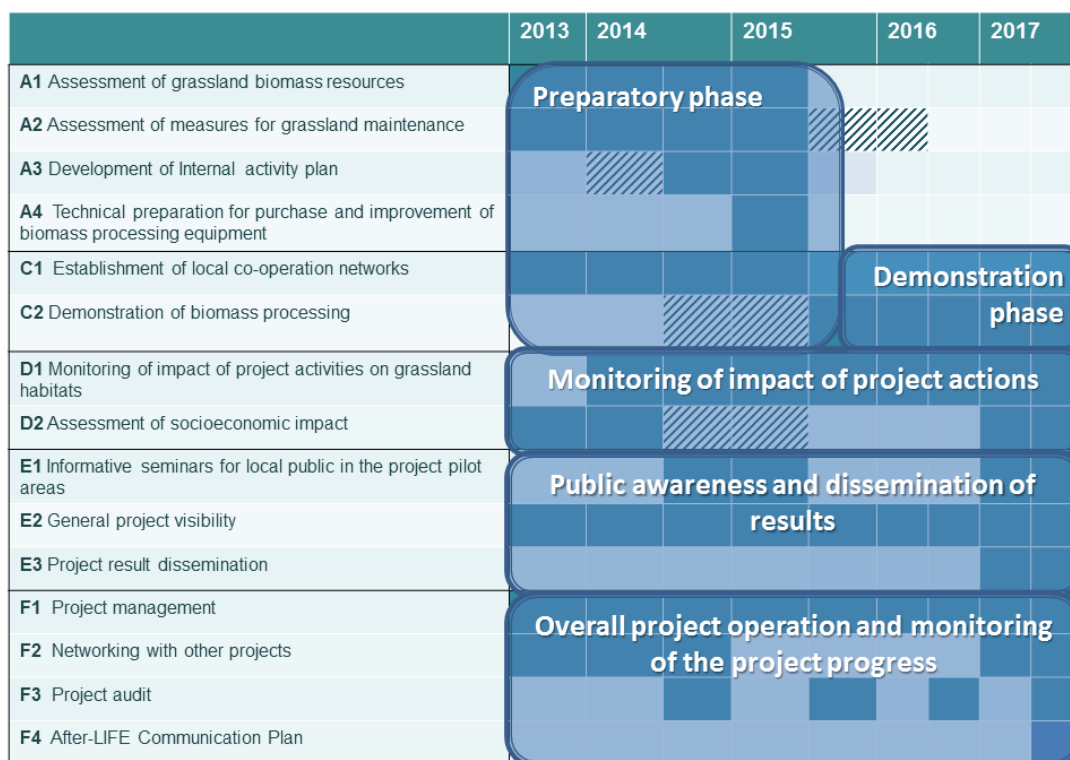 2013 2014 2015 2016 2017
A1 Assessment of grassland biomass resources
Preparatory phase
A2 Assessment of measures for grassland maintenance
A3 Development of Internal activity plan
A4 Technical preparation for purchase and improvement of
biomass processing equipment
C1 Establishment of local co-operation networks
Demonstration
phase
C2 Demonstration of biomass processing
D1 Monitoring of impact of project activities on grassland
habitats
Monitoring of impact of project actions
D2 Assessment of socioeconomic impact
E1 Informative seminars for local public in the project pilot
areas
Public awareness and dissemination of
results
E2 General project visibility
E3 Project result dissemination
F1 Project management
Overall project operation and monitoring
of the project progress
F2 Networking with other projects
F3 Project audit
F4 After-LIFE Communication Plan